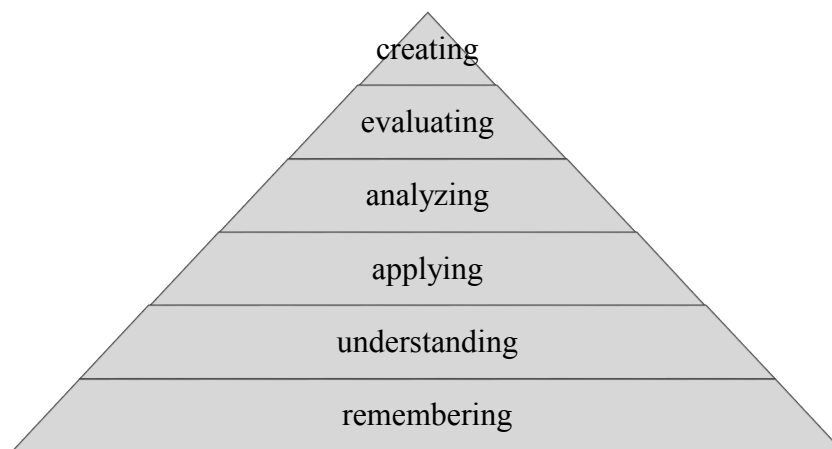 creating
evaluating
analyzing
applying
understanding
remembering